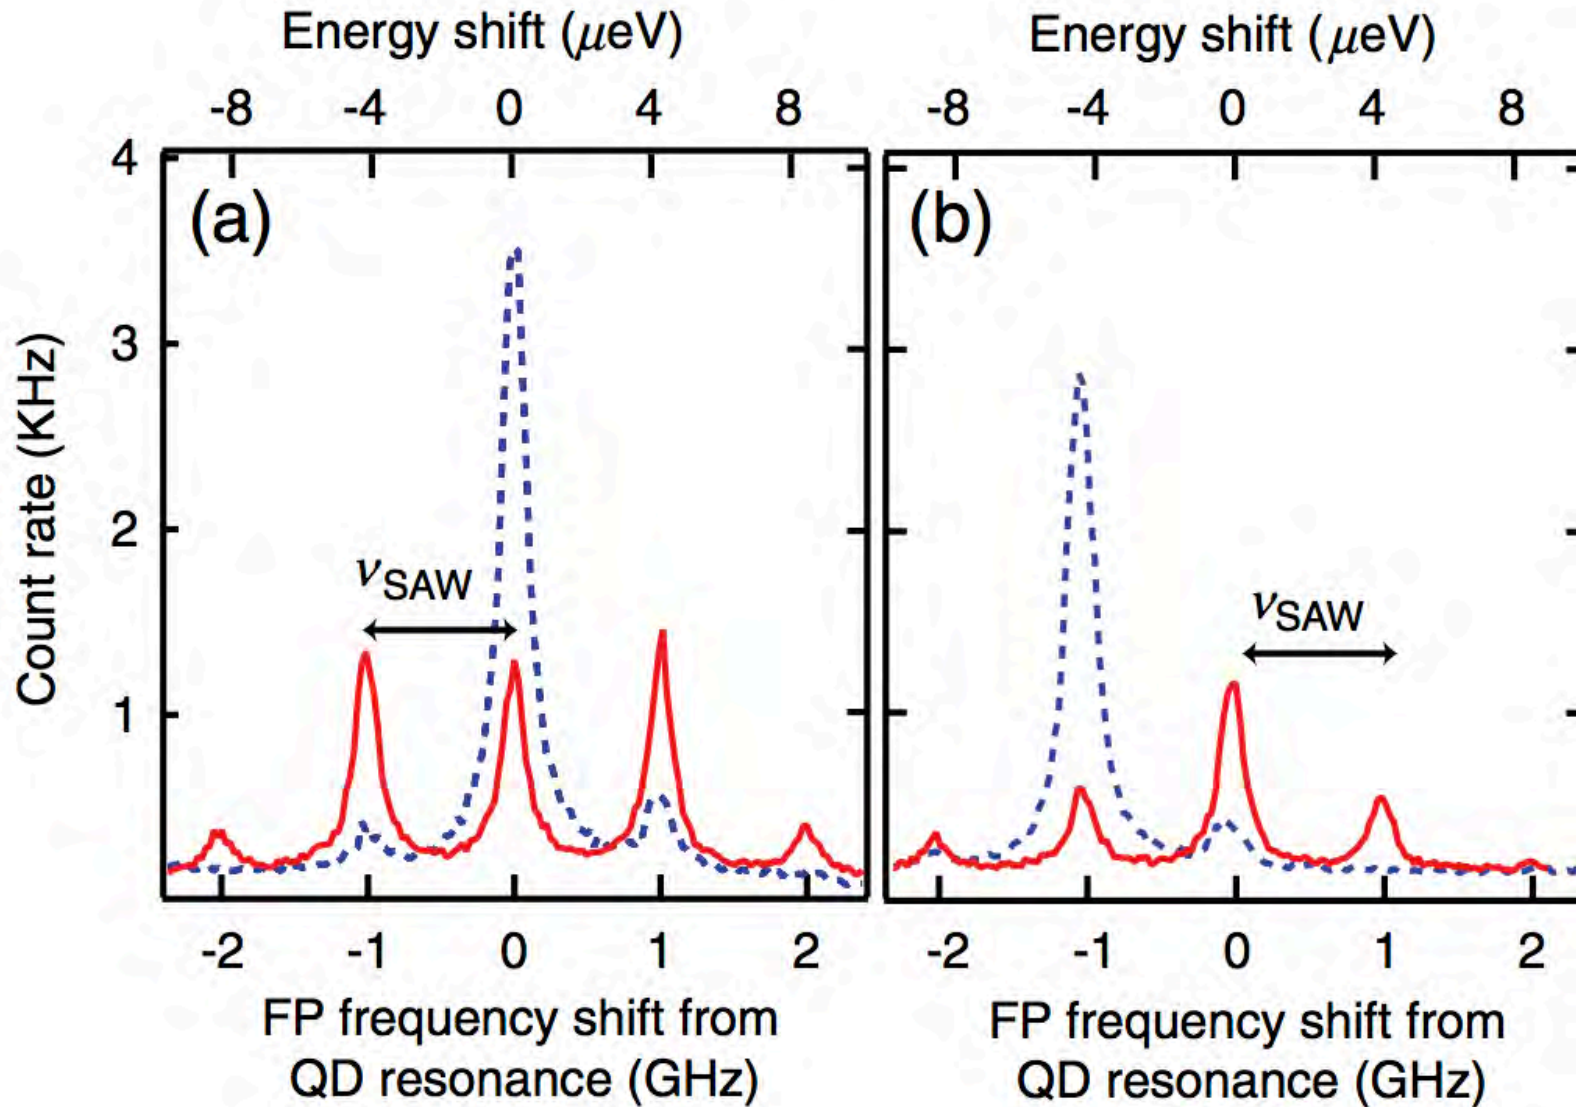 Energy shift (μeV)
-8 -4 0 4 8
4
3
2
1
Count rate (KHz)
(a)
νSAW
-2 -1 0 1 2
FP frequency shift from
QD resonance (GHz)
Energy shift (μeV)
-8 -4 0 4 8
(b)
νSAW
-2 -1 0 1 2
FP frequency shift from
QD resonance (GHz)